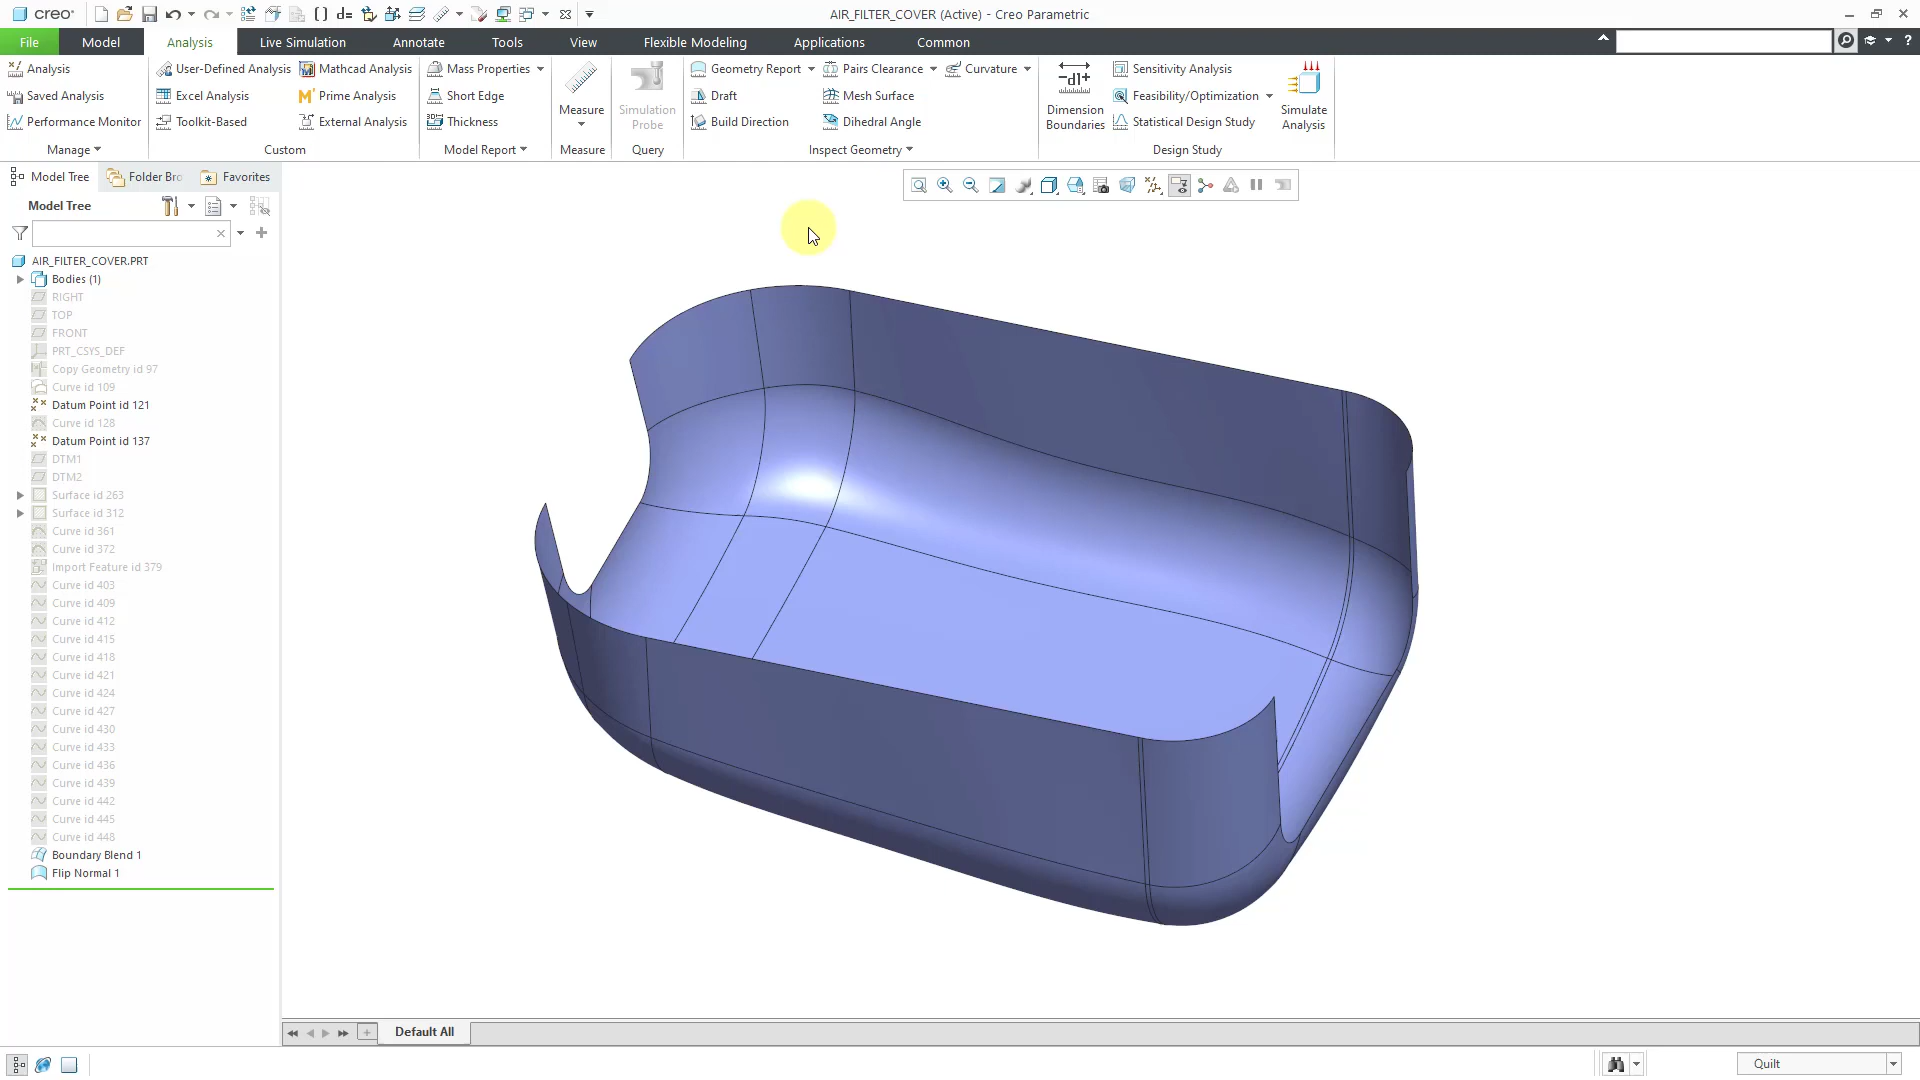 creo
AIR_FILTER_COVER (Active) - Creo Parametric
File
Model
Analysis
Live Simulation
Annotate
Tools
View
Flexible Modeling
Applications
Common
Analysis
Saved Analysis
Performance Monitor
Manage
User-Defined Analysis
Excel Analysis
Toolkit-Based
Mathcad Analysis
Prime Analysis
External Analysis
Custom
Mass Properties
Short Edge
Thickness
Model Report
Measure
Measure
Simulation
Probe
Query
Geometry Report
Draft
Build Direction
Pairs Clearance
Mesh Surface
Dihedral Angle
Curvature
Inspect Geometry
Dimension
Boundaries
Sensitivity Analysis
Feasibility/Optimization
Statistical Design Study
Simulate
Analysis
Design Study
Model Tree
Folder Bro
Favorites
Model Tree
AIR_FILTER_COVER.PRT
Bodies (1)
RIGHT
TOP
FRONT
PRT_CSYS_DEF
Copy Geometry id 97
Curve id 109
Datum Point id 121
Curve id 128
Datum Point id 137
DTM1
DTM2
Surface id 263
Surface id 312
Curve id 361
Curve id 372
Import Feature id 379
Curve id 403
Curve id 409
Curve id 412
Curve id 415
Curve id 418
Curve id 421
Curve id 424
Curve id 427
Curve id 430
Curve id 433
Curve id 436
Curve id 439
Curve id 442
Curve id 445
Curve id 448
Boundary Blend 1
Flip Normal 1
Default All
Quilt